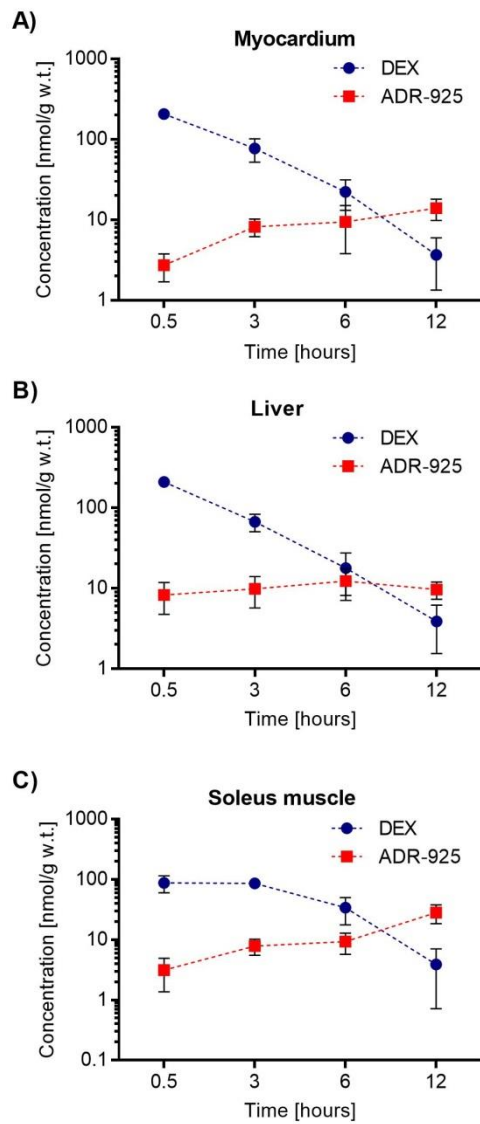 A)
Myocardium
DEX
ADR-925
Concentration [nmol/g w.t.]
1000
100
10
1
0.5 3 6 12
Time [hours]
B)
Liver
DEX
ADR-925
Concentration [nmol/g w.t.]
1000
100
10
1
0.5 3 6 12
Time [hours]
C)
Soleus muscle
DEX
ADR-925
Concentration [nmol/g w.t.]
1000
100
10
1
0.1
0.5 3 6 12
Time [hours]